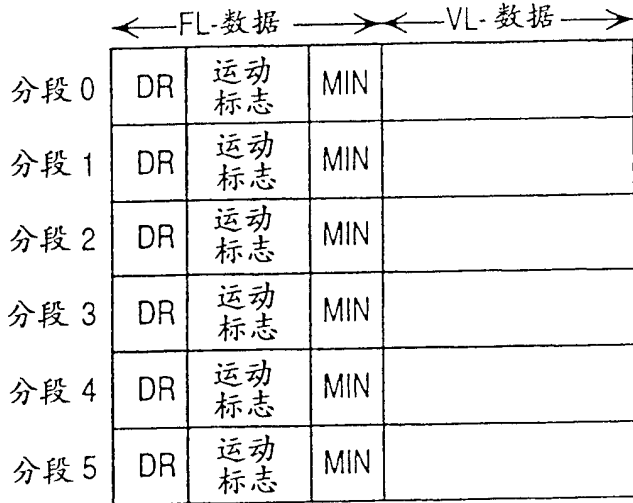 FL-数据 VL-数据
分段 0 DR 运动标志 MIN
分段 1 DR 运动标志 MIN
分段 2 DR 运动标志 MIN
分段 3 DR 运动标志 MIN
分段 4 DR 运动标志 MIN
分段 5 DR 运动标志 MIN